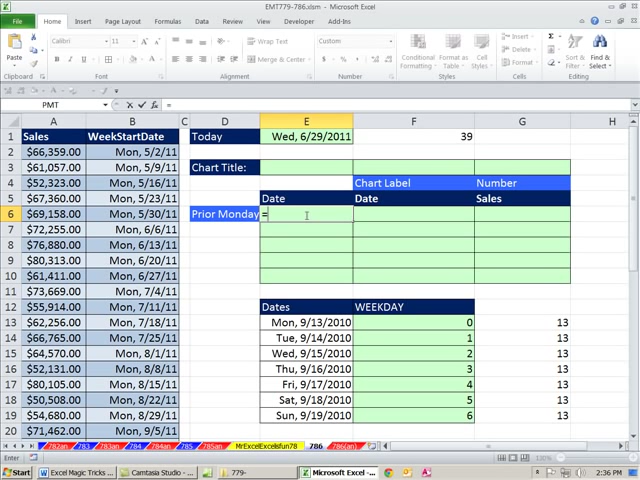 EMT779-786.xlsm - Microsoft Excel
File Home Insert Page Layout Formulas Data Review View Developer Add-Ins
Calibri 11 Wrap Text Custom Insert Σ
Paste Delete
B I U Merge & Center $ % , Conditional Formatting Format as Table Cell Styles Format Sort & Filter Find & Select
Clipboard Font Alignment Number Styles Cells Editing
PMT =
A B C D E F G H
1 Sales WeekStartDate Today Wed, 6/29/2011 39
2 $66,359.00 Mon, 5/2/11
3 $61,057.00 Mon, 5/9/11 Chart Title:
4 $52,323.00 Mon, 5/16/11 Chart Label Number
5 $67,360.00 Mon, 5/23/11 Date Date Sales
6 $69,158.00 Mon, 5/30/11 Prior Monday =
7 $72,255.00 Mon, 6/6/11
8 $76,880.00 Mon, 6/13/11
9 $80,313.00 Mon, 6/20/11
10 $61,411.00 Mon, 6/27/11
11 $73,669.00 Mon, 7/4/11
12 $55,914.00 Mon, 7/11/11 Dates WEEKDAY
13 $62,256.00 Mon, 7/18/11 Mon, 9/13/2010 0 13
14 $66,765.00 Mon, 7/25/11 Tue, 9/14/2010 1 13
15 $64,570.00 Mon, 8/1/11 Wed, 9/15/2010 2 13
16 $52,131.00 Mon, 8/8/11 Thu, 9/16/2010 3 13
17 $80,105.00 Mon, 8/15/11 Fri, 9/17/2010 4 13
18 $50,508.00 Mon, 8/22/11 Sat, 9/18/2010 5 13
19 $54,680.00 Mon, 8/29/11 Sun, 9/19/2010 6 13
20 $71,462.00 Mon, 9/5/11
782an 783 784 785 785an MrExcelExcelisfun78 786 786(an)
Enter 130%
Start Microsoft Word Excel Magic Tricks ... Camtasia Studio - ... 779- Microsoft Excel - ... 2:36 PM